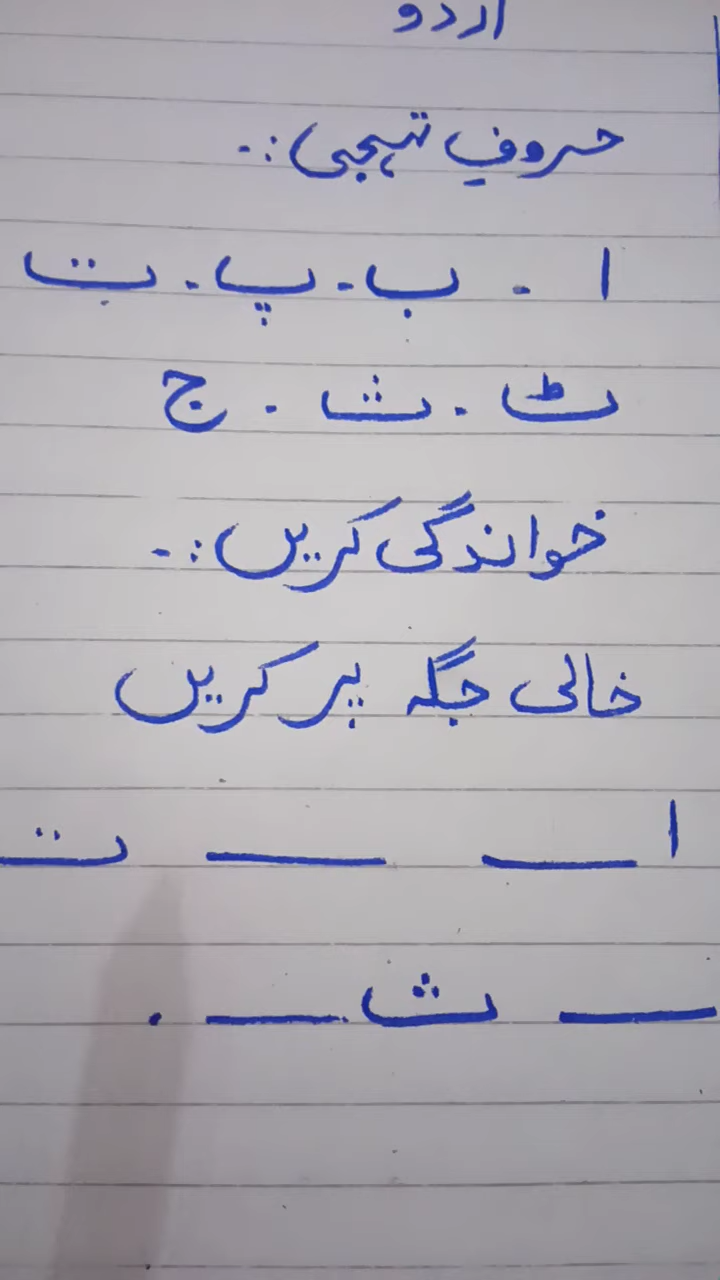 اردو
حروفِ تہجی :۔
ا ۔ ب ۔ پ ۔ ت
ٹ ۔ ث ۔ ج
خواندگی کریں :۔
خالی جگہ پر کریں
ا ___ ___ ت
___ ث ___ .